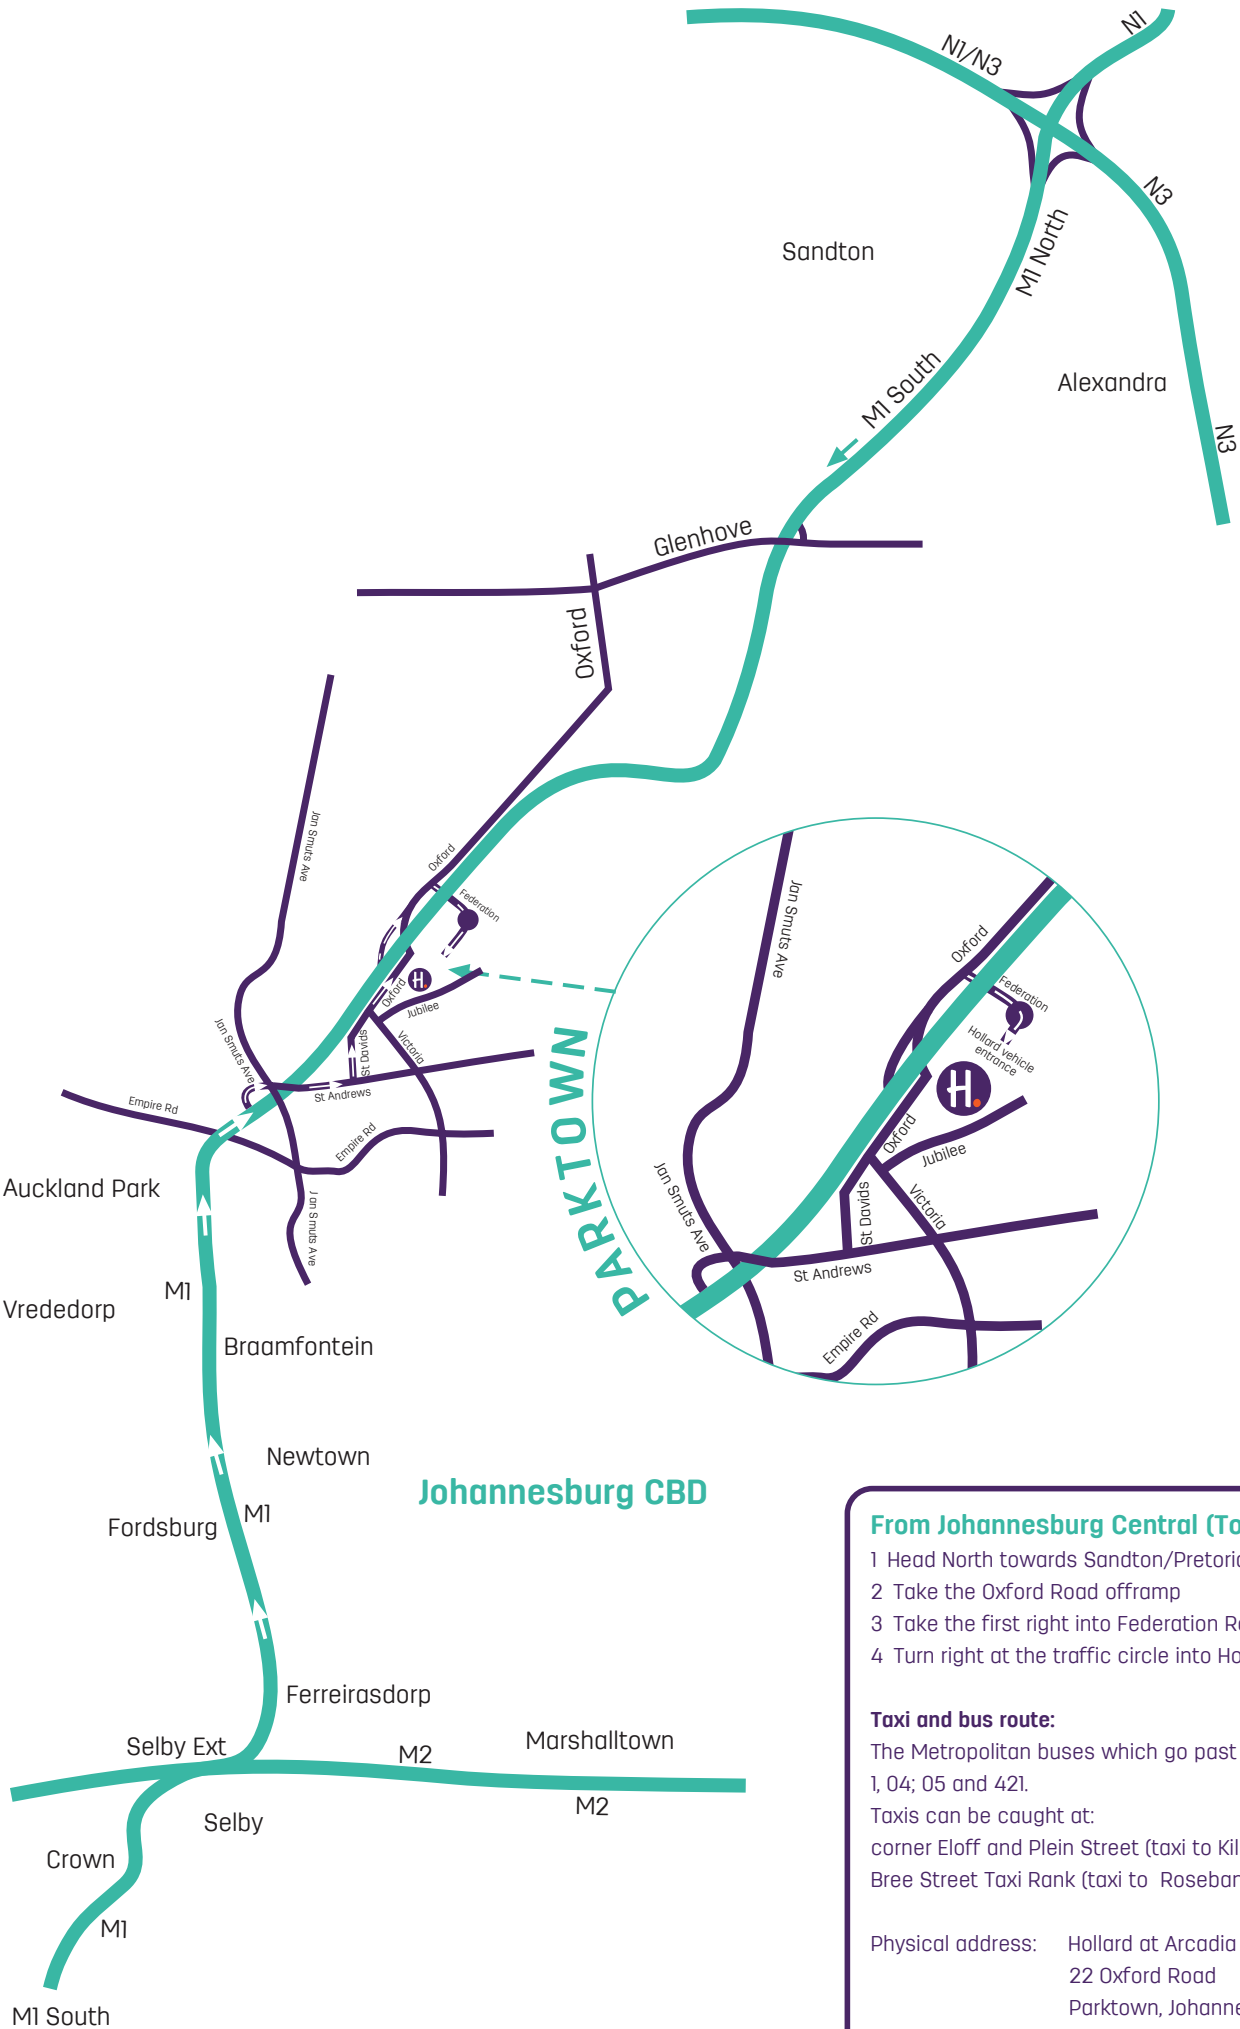 N1
N1/N3
N3
M1 North
Sandton
M1 South
Alexandra
N3
Glenhove
Oxford
Jan Smuts Ave
Oxford
Federation
H.
Oxford
Jubilee
Jan Smuts Ave
St Davids
Victoria
St Andrews
Empire Rd
Empire Rd
Jan Smuts Ave
PARKTOWN
Jan Smuts Ave
Oxford
Federation
Hollard vehicle
entrance
H.
Oxford
Jubilee
Jan Smuts Ave
St Davids
Victoria
St Andrews
Empire Rd
Auckland Park
M1
Vrededorp
Braamfontein
Newtown
Johannesburg CBD
M1
Fordsburg
Ferreirasdorp
Selby Ext
M2
Marshalltown
M2
Selby
Crown
M1
M1 South
From Johannesburg Central (To
1 Head North towards Sandton/Pretoria
2 Take the Oxford Road offramp
3 Take the first right into Federation R
4 Turn right at the traffic circle into Ho
Taxi and bus route:
The Metropolitan buses which go past
1, 04; 05 and 421.
Taxis can be caught at:
corner Eloff and Plein Street (taxi to Kil
Bree Street Taxi Rank (taxi to Roseban
Physical address: Hollard at Arcadia
22 Oxford Road
Parktown, Johanne